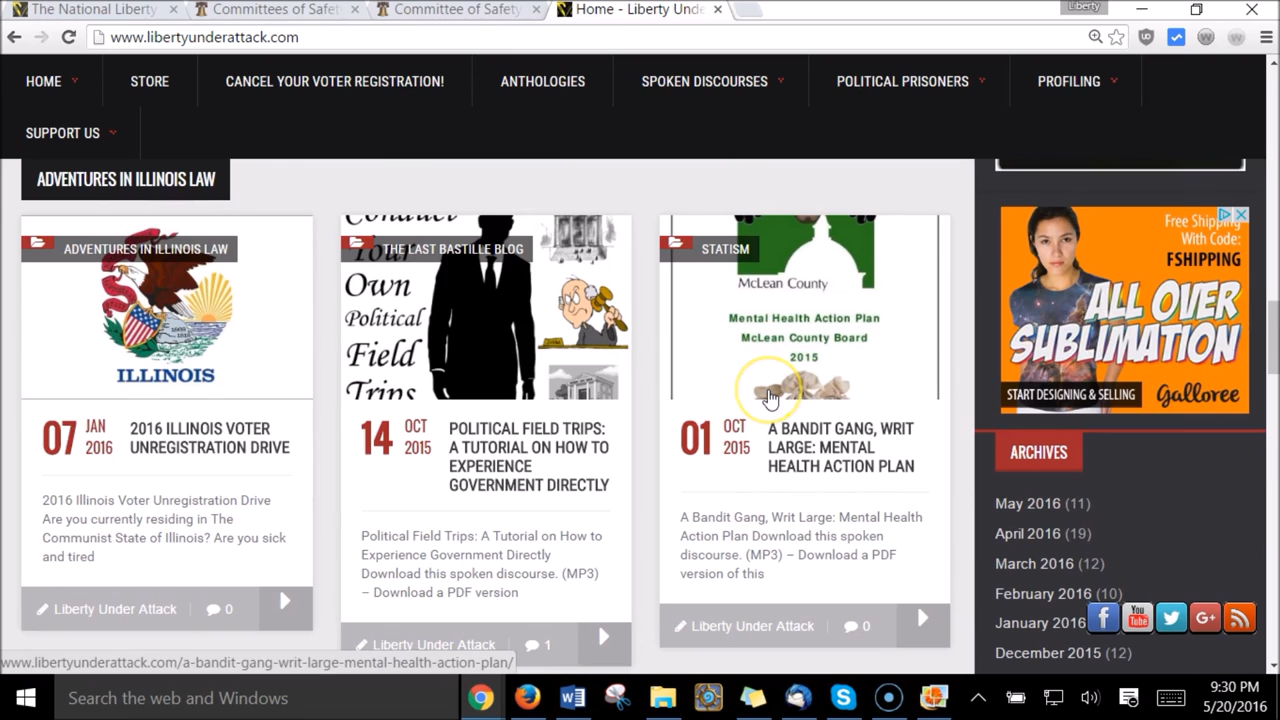 The National Liberty
Committees of Safet
Committee of Safety
Home - Liberty Unde
Liberty
www.libertyunderattack.com
HOME
STORE
CANCEL YOUR VOTER REGISTRATION!
ANTHOLOGIES
SPOKEN DISCOURSES
POLITICAL PRISONERS
PROFILING
SUPPORT US
ADVENTURES IN ILLINOIS LAW
ADVENTURES IN ILLINOIS LAW
ILLINOIS
07 JAN 2016
2016 ILLINOIS VOTER
UNREGISTRATION DRIVE
2016 Illinois Voter Unregistration Drive
Are you currently residing in The
Communist State of Illinois? Are you sick
and tired
Liberty Under Attack 0
THE LAST BASTILLE BLOG
Conduct
Your
Own
Political
Field
Trips
14 OCT 2015
POLITICAL FIELD TRIPS:
A TUTORIAL ON HOW TO
EXPERIENCE
GOVERNMENT DIRECTLY
Political Field Trips: A Tutorial on How to
Experience Government Directly
Download this spoken discourse. (MP3)
– Download a PDF version
Liberty Under Attack 1
STATISM
McLean County
Mental Health Action Plan
McLean County Board
2015
01 OCT 2015
A BANDIT GANG, WRIT
LARGE: MENTAL
HEALTH ACTION PLAN
A Bandit Gang, Writ Large: Mental Health
Action Plan Download this spoken
discourse. (MP3) – Download a PDF
version of this
Liberty Under Attack 0
Free Shipping
With Code:
FSHIPPING
ALL OVER
SUBLIMATION
START DESIGNING & SELLING
Galloree
ARCHIVES
May 2016 (11)
April 2016 (19)
March 2016 (12)
February 2016 (10)
January 2016
December 2015 (12)
You
Tube
G+
www.libertyunderattack.com/a-bandit-gang-writ-large-mental-health-action-plan/
Search the web and Windows
9:30 PM
5/20/2016